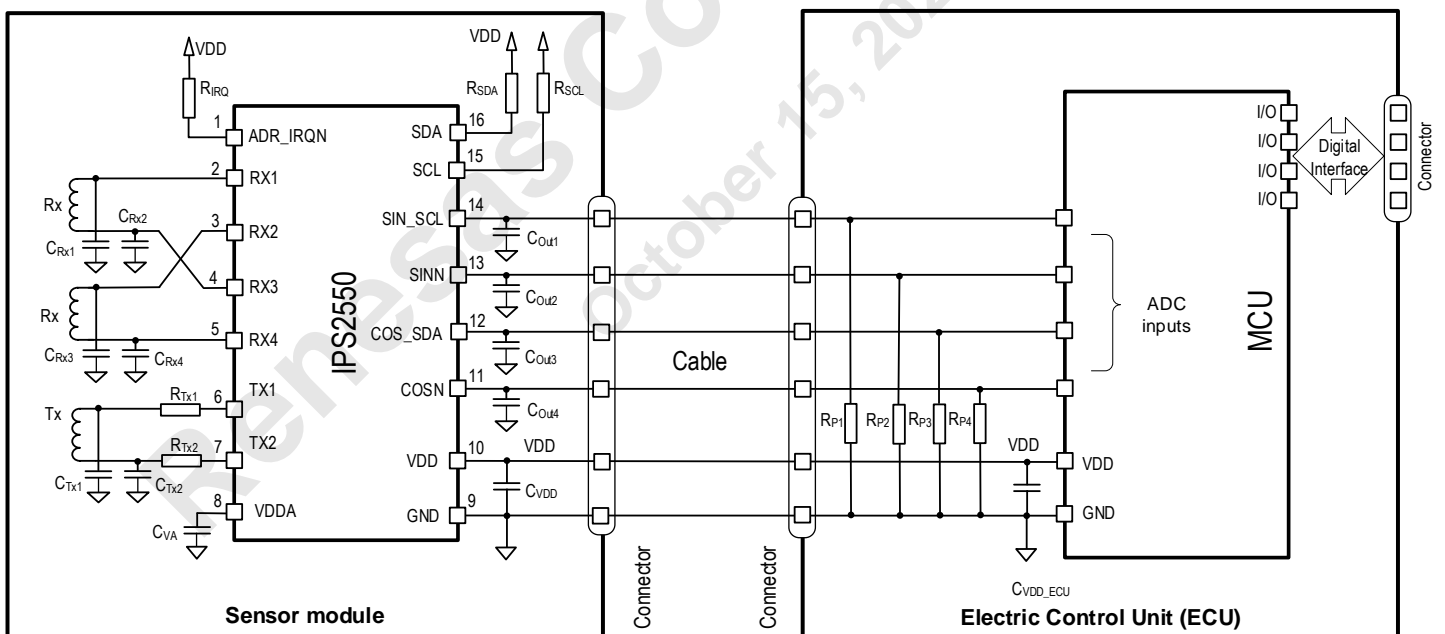 VDD
RIRQ
1
ADR_IRQN
2
RX1
Rx
CRx1
CRx2
3
RX2
4
RX3
Rx
5
RX4
CRx3
CRx4
TX1
6
RTx1
Tx
TX2
7
RTx2
CTx1
CTx2
8
VDDA
CVA
IPS2550
VDD
RSDA
RSCL
16
SDA
15
SCL
14
SIN_SCL
COut1
13
SINN
COut2
12
COS_SDA
COut3
11
COSN
COut4
10
VDD
VDD
CVDD
9
GND
Sensor module
Connector
Cable
Connector
RP1
RP2
RP3
RP4
VDD
CVDD_ECU
ADC
inputs
MCU
VDD
GND
I/O
I/O
I/O
I/O
Digital
Interface
Connector
Electric Control Unit (ECU)
Renesas Co
October 15, 202